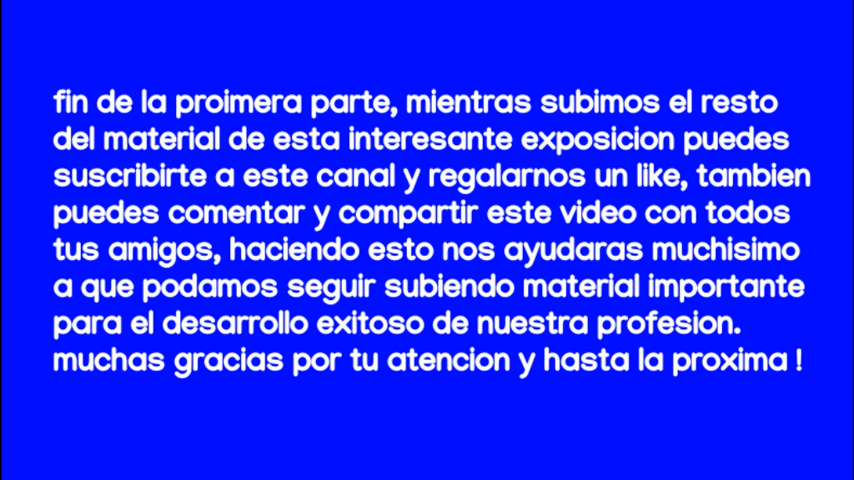 fin de la proimera parte, mientras subimos el resto
del material de esta interesante exposicion puedes
suscribirte a este canal y regalarnos un like, tambien
puedes comentar y compartir este video con todos
tus amigos, haciendo esto nos ayudaras muchisimo
a que podamos seguir subiendo material importante
para el desarrollo exitoso de nuestra profesion.
muchas gracias por tu atencion y hasta la proxima !